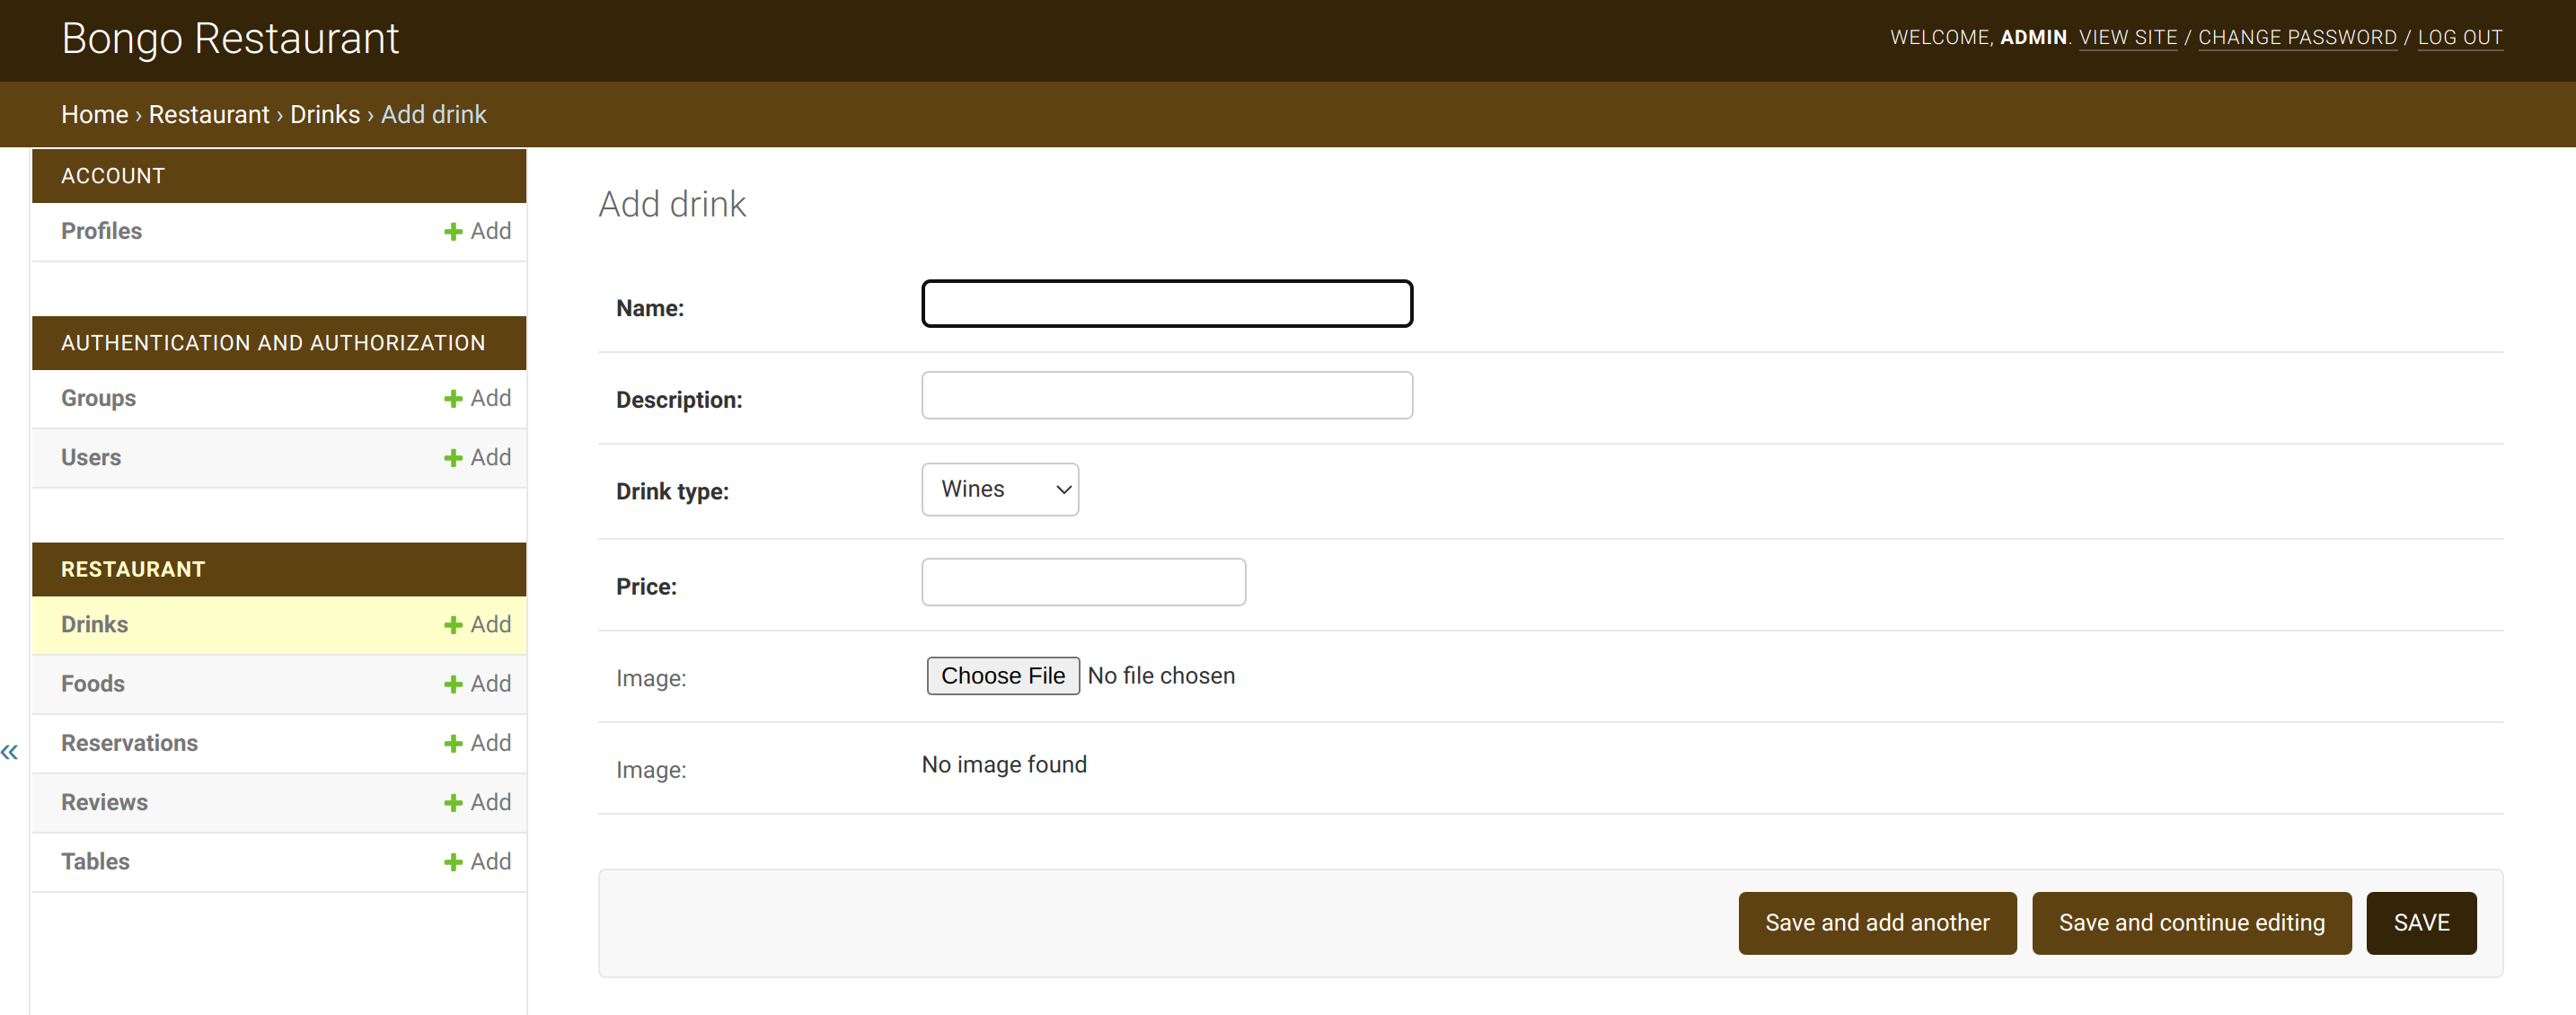 Bongo Restaurant
WELCOME, ADMIN. VIEW SITE / CHANGE PASSWORD / LOG OUT
Home › Restaurant › Drinks › Add drink
ACCOUNT
Profiles Add
AUTHENTICATION AND AUTHORIZATION
Groups Add
Users Add
RESTAURANT
Drinks Add
Foods Add
Reservations Add
Reviews Add
Tables Add
«
Add drink
Name:
Description:
Drink type: Wines
Price:
Image: Choose File No file chosen
Image: No image found
Save and add another Save and continue editing SAVE